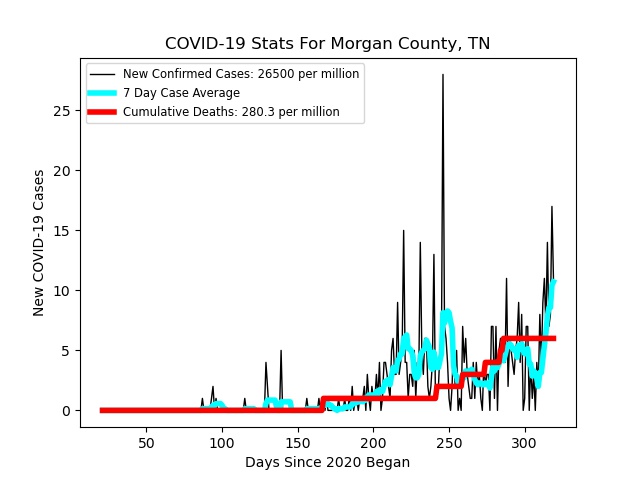 COVID-19 Stats For Morgan County, TN
New Confirmed Cases: 26500 per million
7 Day Case Average
Cumulative Deaths: 280.3 per million
New COVID-19 Cases
25
20
15
10
5
0
50 100 150 200 250 300
Days Since 2020 Began